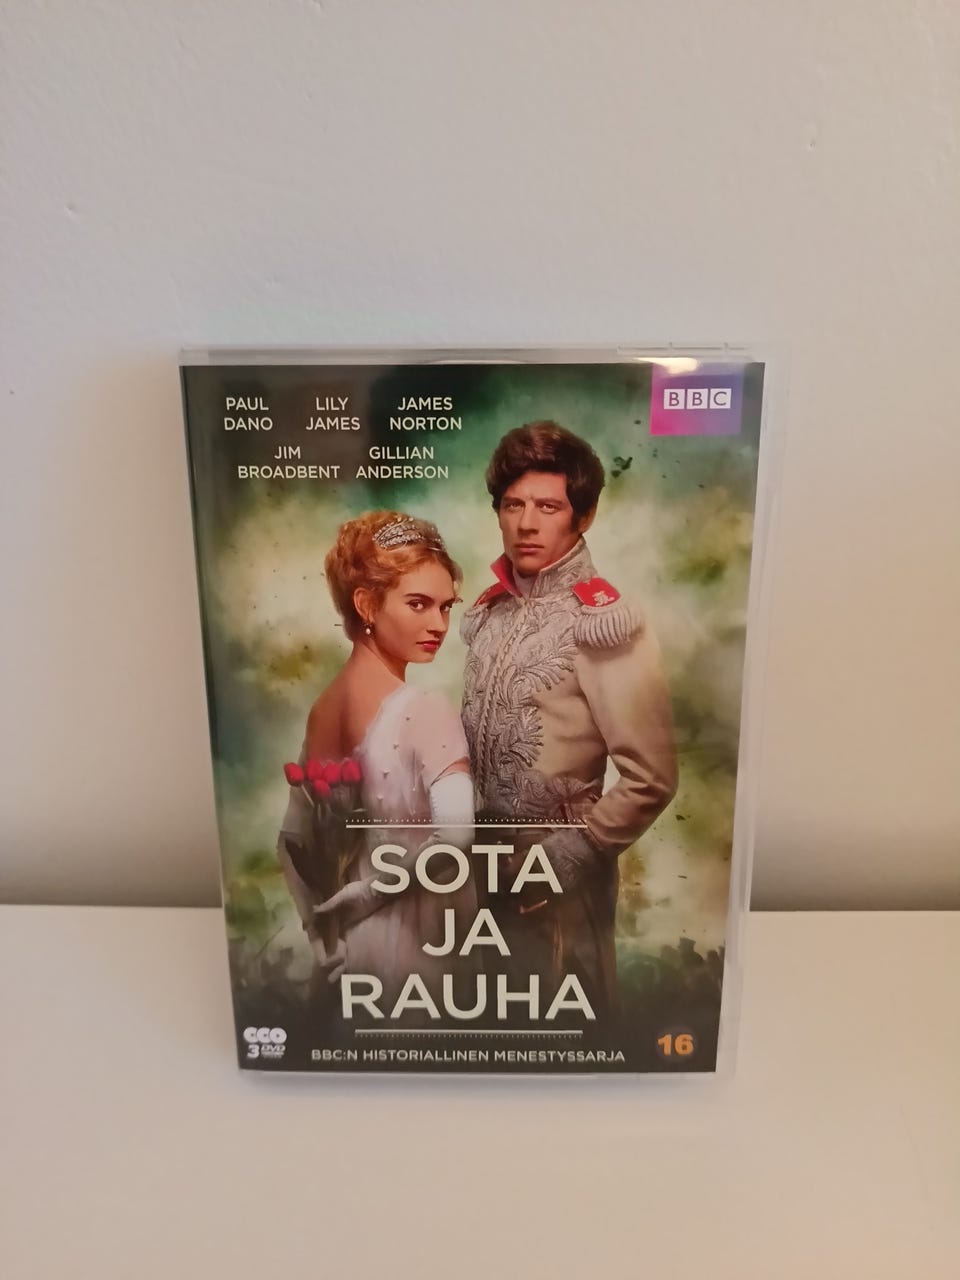 PAUL DANO
LILY JAMES
JAMES NORTON
JIM BROADBENT
GILLIAN ANDERSON
BBC
SOTA
JA
RAUHA
BBC:N HISTORIALLINEN MENESTYSSARJA
3 DVD
16